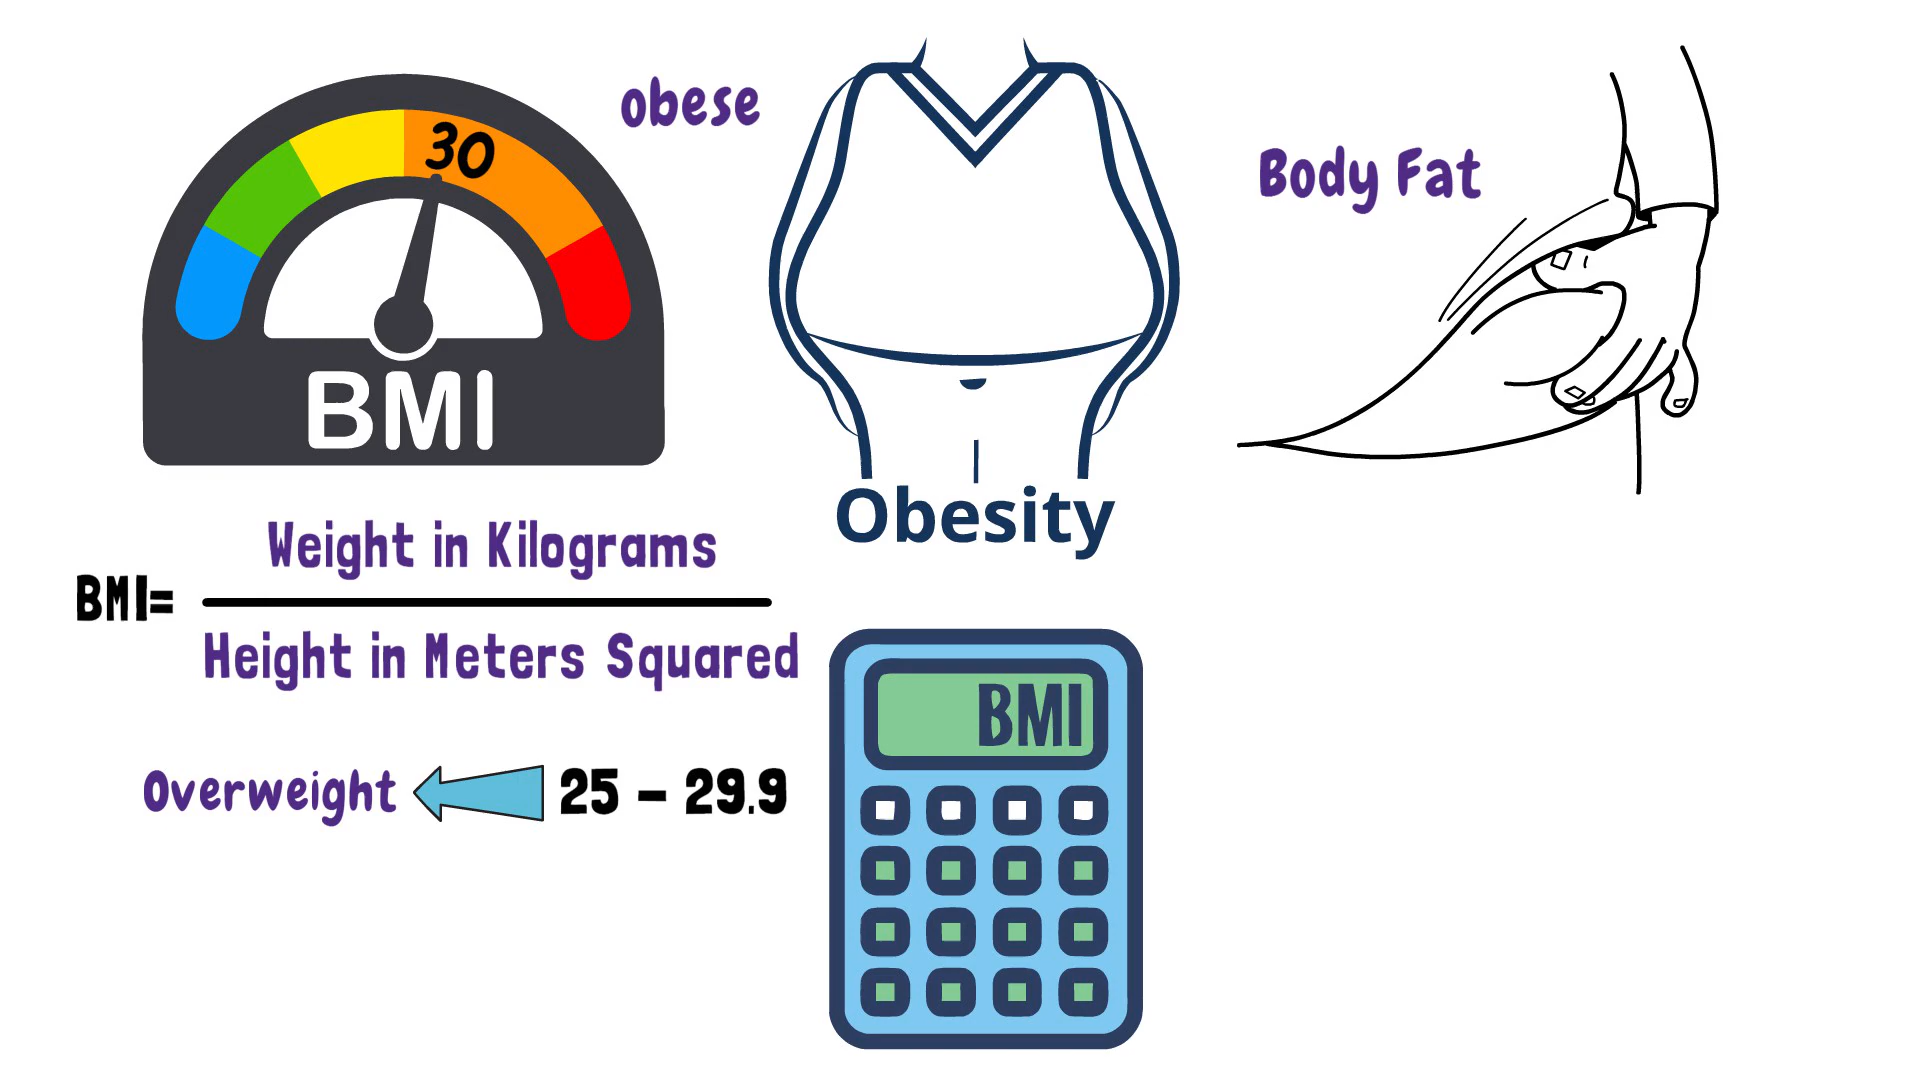 obese
30
BMI
Body Fat
Obesity
Weight in Kilograms
BMI=
Height in Meters Squared
BMI
Overweight 25 - 29.9